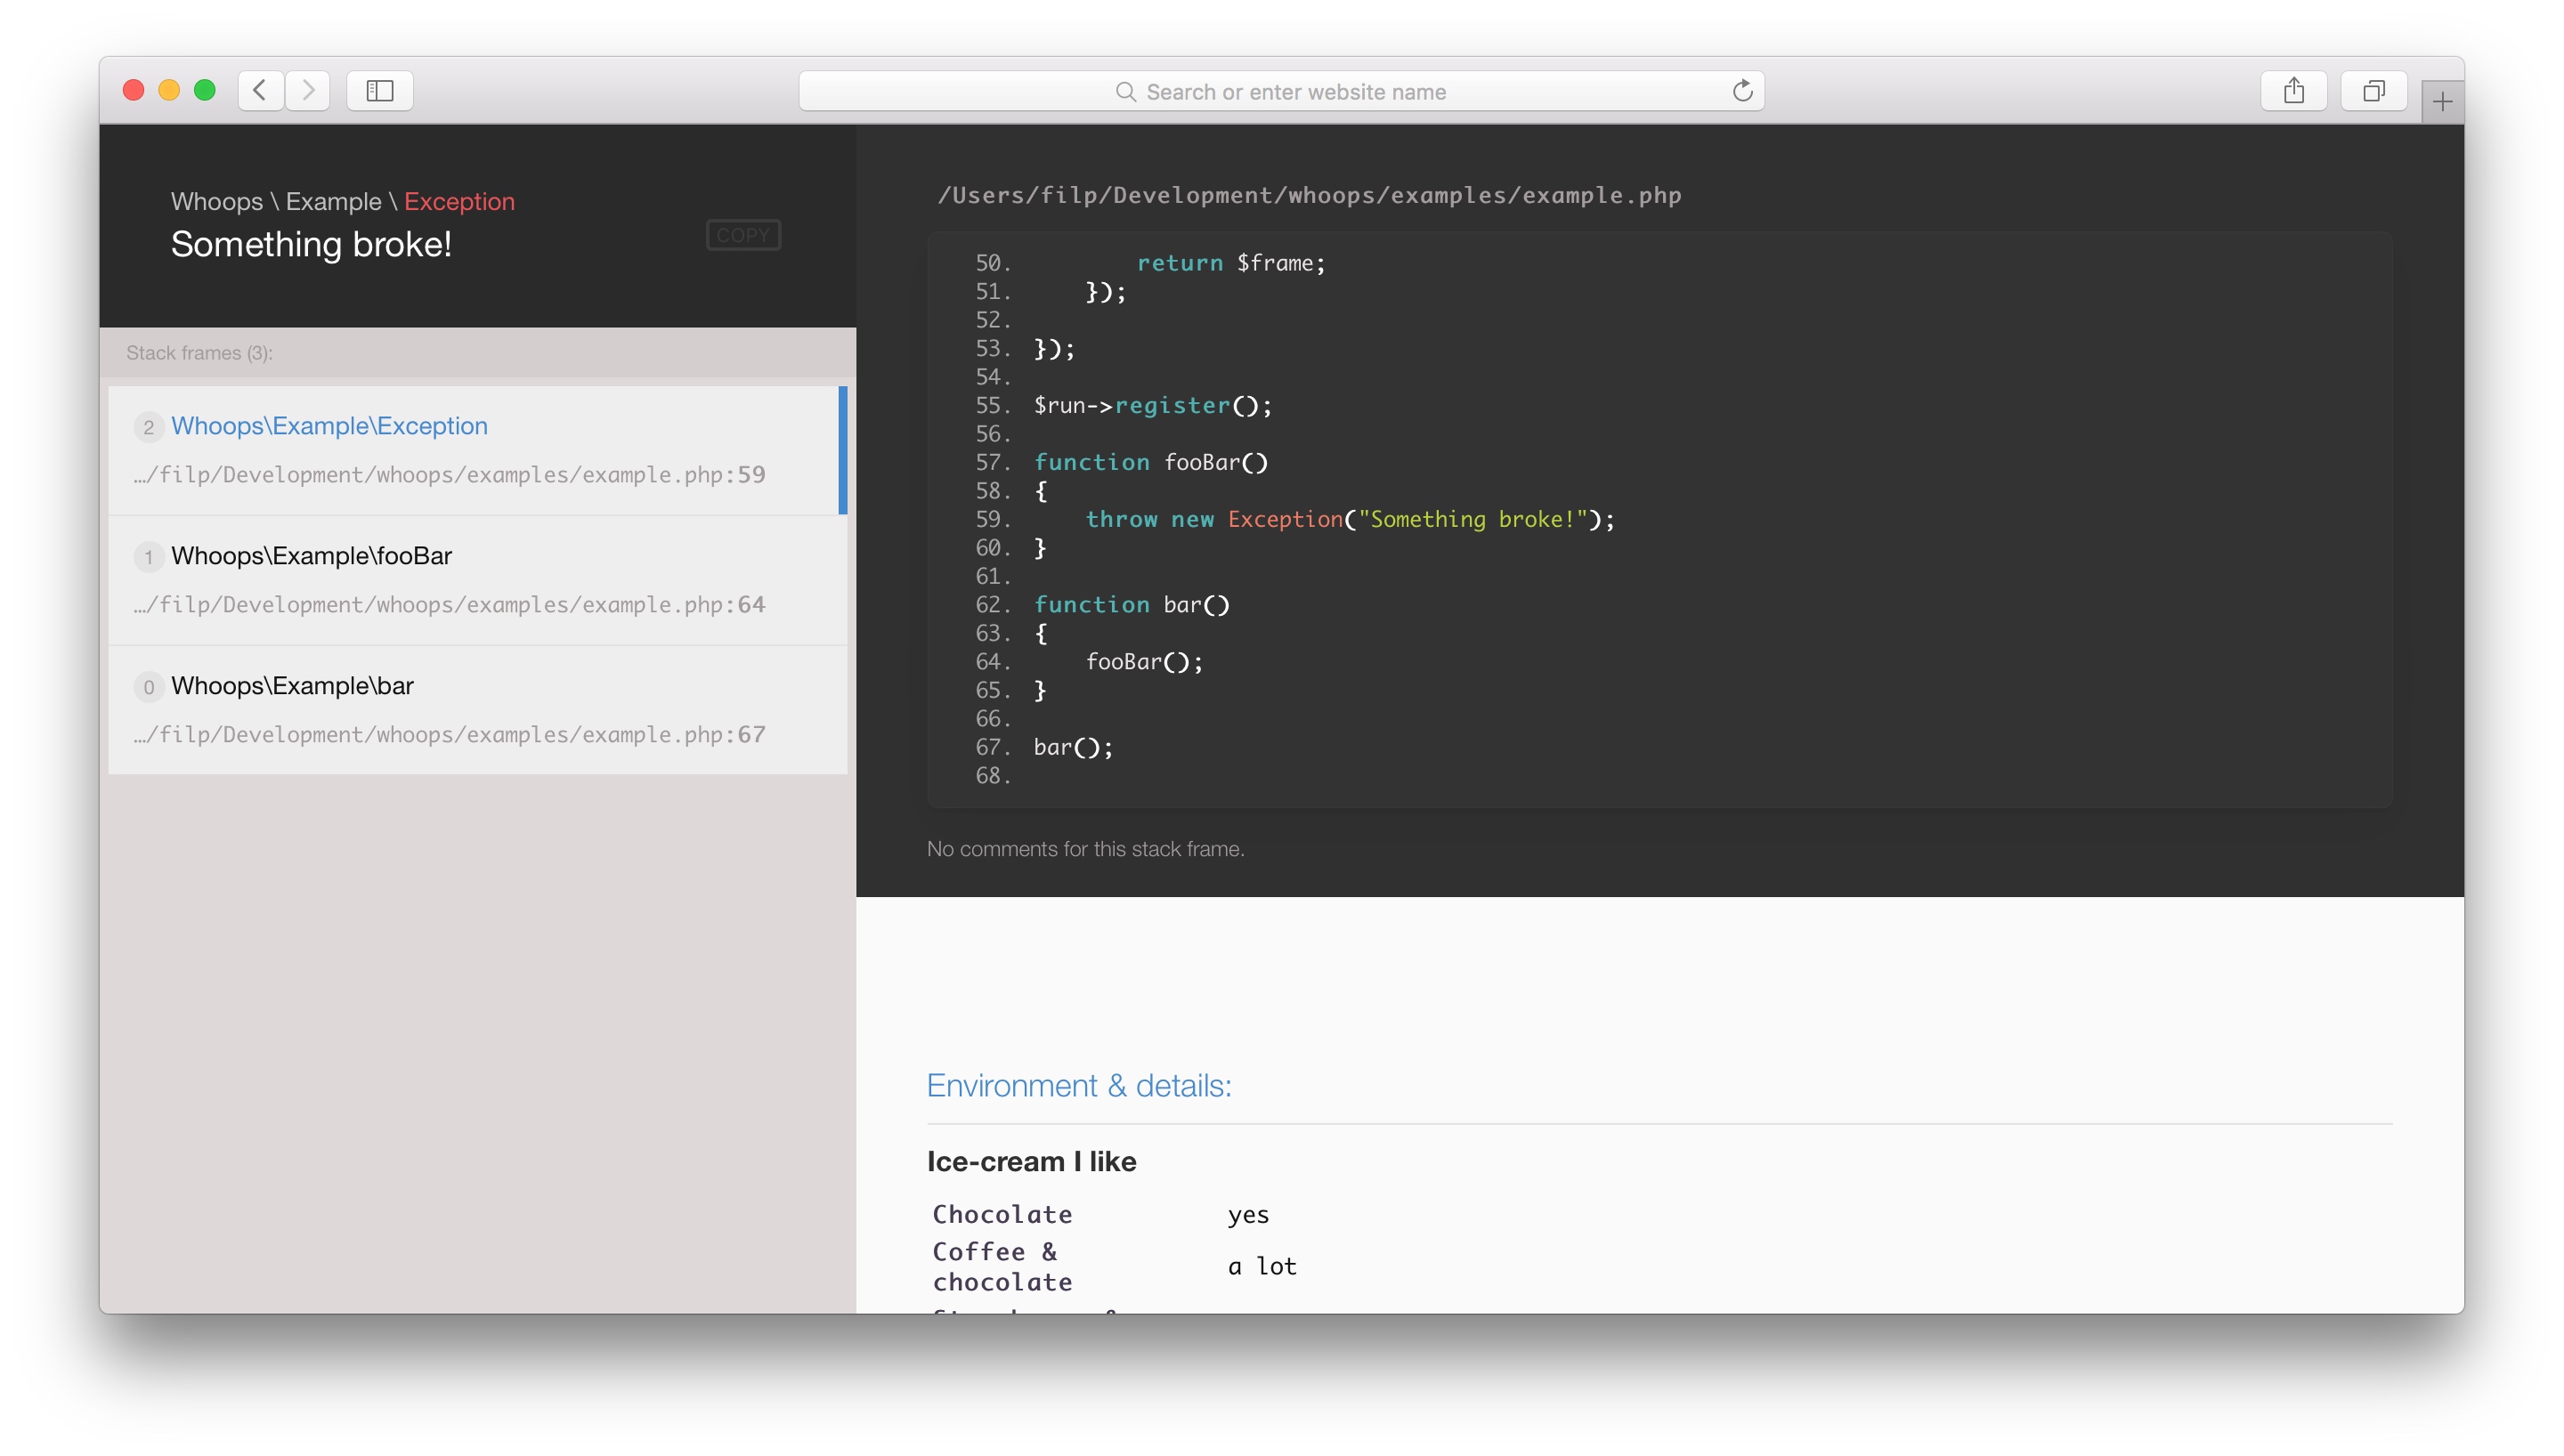 Search or enter website name
Whoops \ Example \ Exception
Something broke!
COPY
Stack frames (3):
2 Whoops\Example\Exception
…/filp/Development/whoops/examples/example.php:59
1 Whoops\Example\fooBar
…/filp/Development/whoops/examples/example.php:64
0 Whoops\Example\bar
…/filp/Development/whoops/examples/example.php:67
/Users/filp/Development/whoops/examples/example.php
50.         return $frame;
51.     });
52.
53. });
54.
55. $run->register();
56.
57. function fooBar()
58. {
59.     throw new Exception("Something broke!");
60. }
61.
62. function bar()
63. {
64.     fooBar();
65. }
66.
67. bar();
68.
No comments for this stack frame.
Environment & details:
Ice-cream I like
Chocolate yes
Coffee &
chocolate a lot